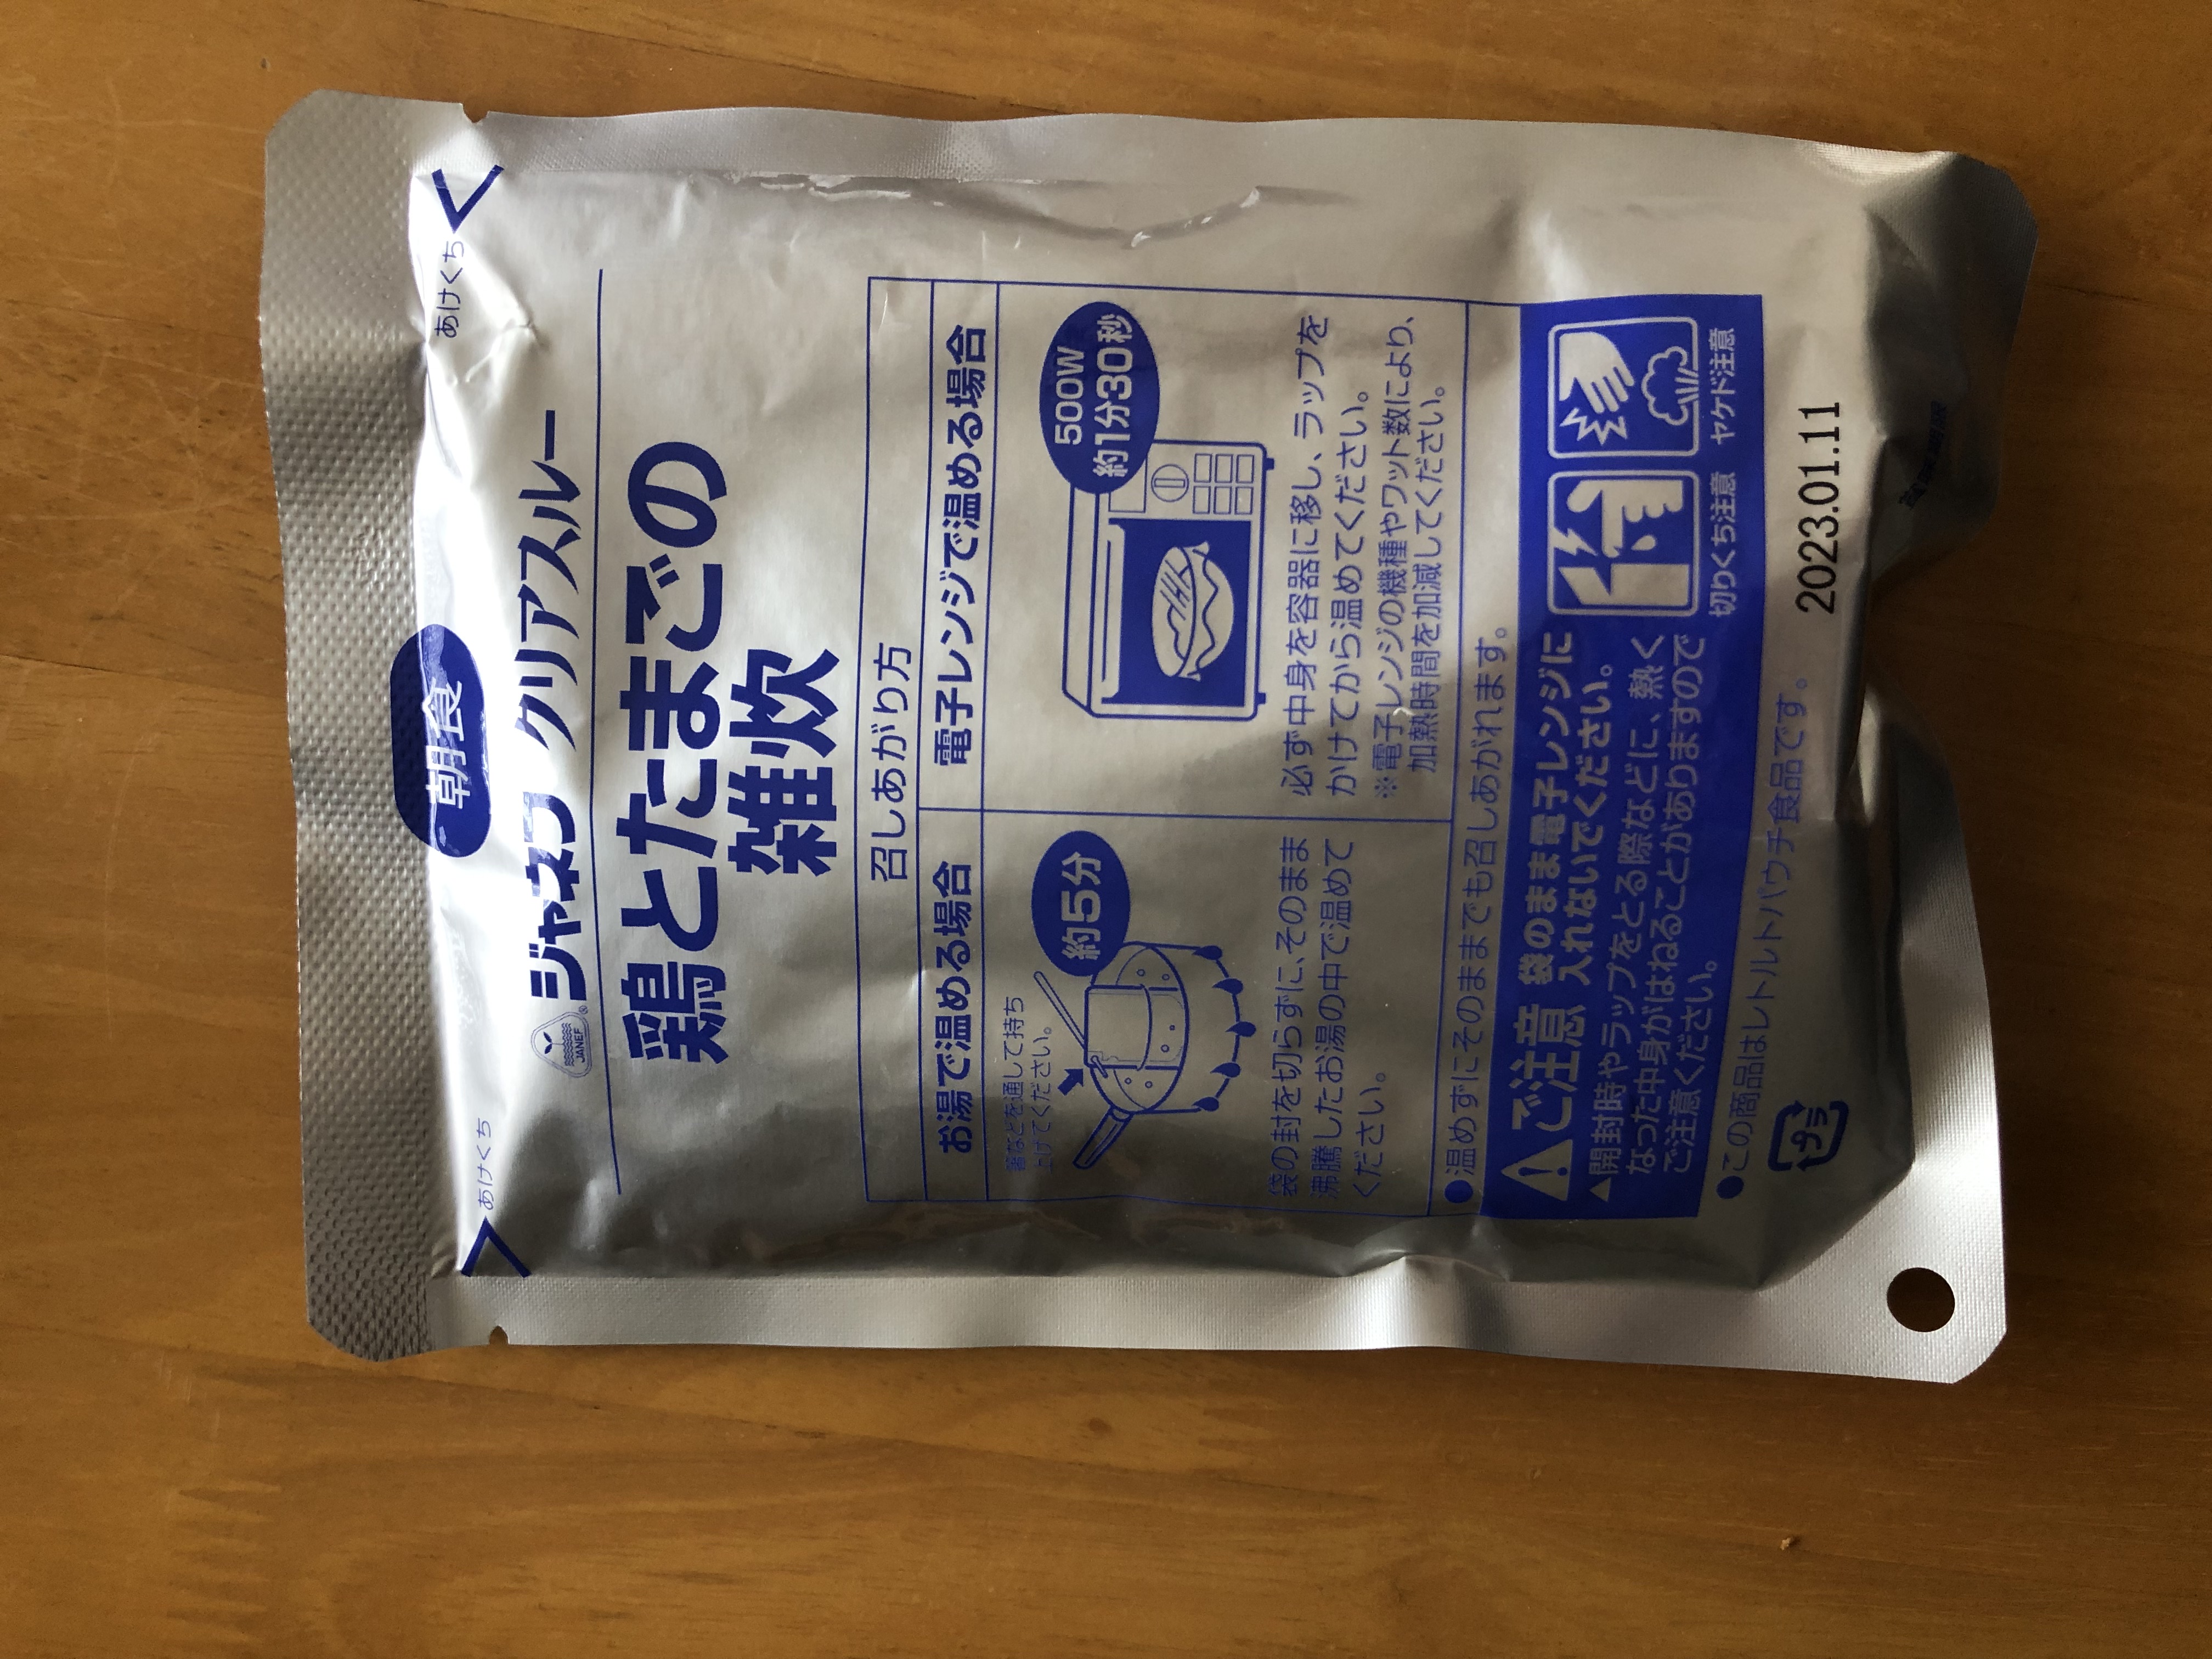 朝食
あけくち
あけくち
JANEF
ジャネフ クリアスルー
鶏とたまごの
雑炊
召しあがり方
お湯で温める場合
箸などを通して持ち
上げてください。
約5分
袋の封を切らずに、そのまま
沸騰したお湯の中で温めて
ください。
電子レンジで温める場合
500W
約1分30秒
必ず中身を容器に移し、ラップを
かけてから温めてください。
※電子レンジの機種やワット数により、
加熱時間を加減してください。
●温めずにそのままでも召しあがれます。
ご注意 袋のまま電子レンジに
入れないでください。
▲開封時やラップをとる際などに、熱く
なった中身がはねることがありますので
ご注意ください。
切りくち注意
ヤケド注意
●この商品はレトルトパウチ食品です。
プラ
2023.01.11